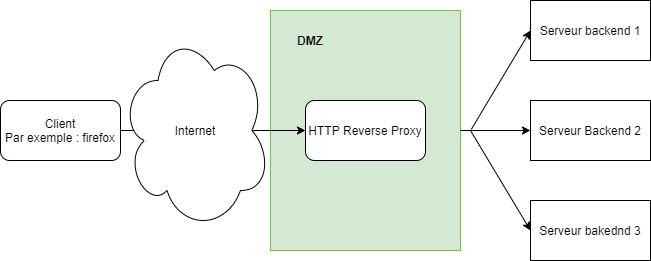 Client
Par exemple : firefox
Internet
DMZ
HTTP Reverse Proxy
Serveur backend 1
Serveur Backend 2
Serveur bakednd 3